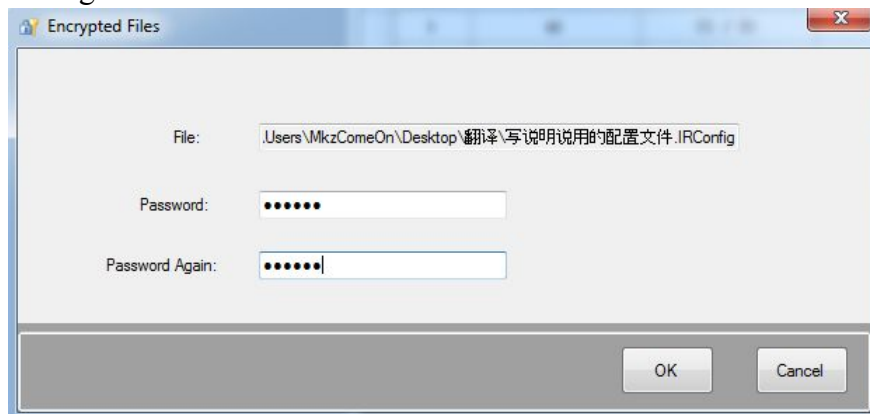 Encrypted Files
File:
.Users\MkzComeOn\Desktop\翻译\写说明说用的配置文件.IRConfig
Password:
••••••
Password Again:
••••••
OK
Cancel